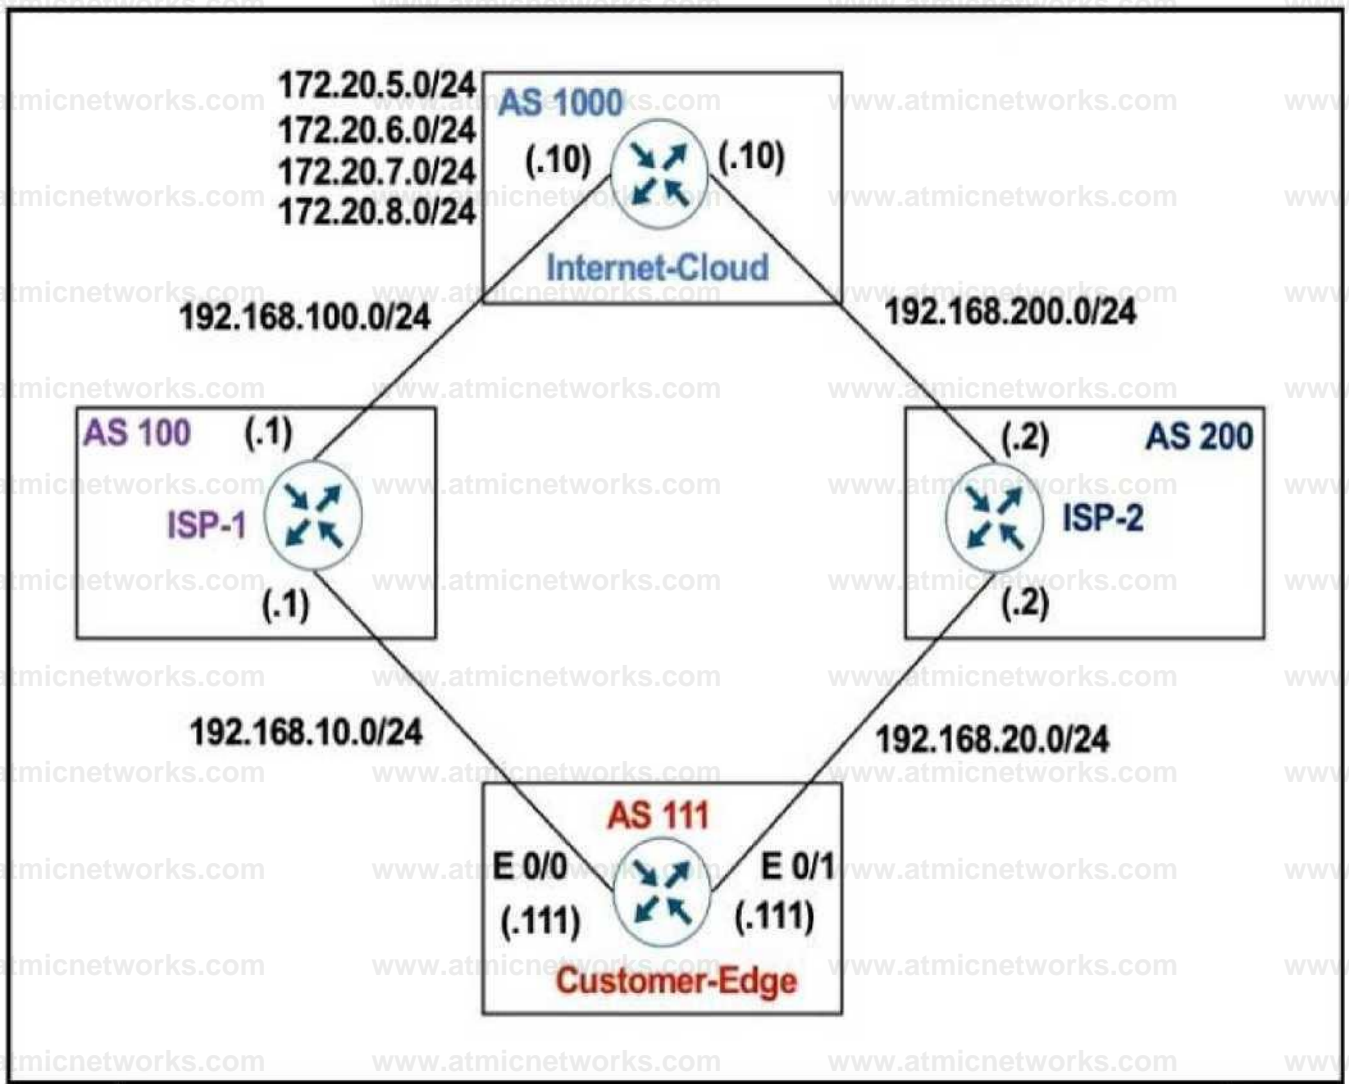 172.20.5.0/24
172.20.6.0/24
172.20.7.0/24
172.20.8.0/24
AS 1000
(.10)
(.10)
Internet-Cloud
192.168.100.0/24
192.168.200.0/24
AS 100
(.1)
ISP-1
(.1)
(.2)
AS 200
ISP-2
(.2)
192.168.10.0/24
192.168.20.0/24
AS 111
E 0/0
E 0/1
(.111)
(.111)
Customer-Edge
www.atmicnetworks.com